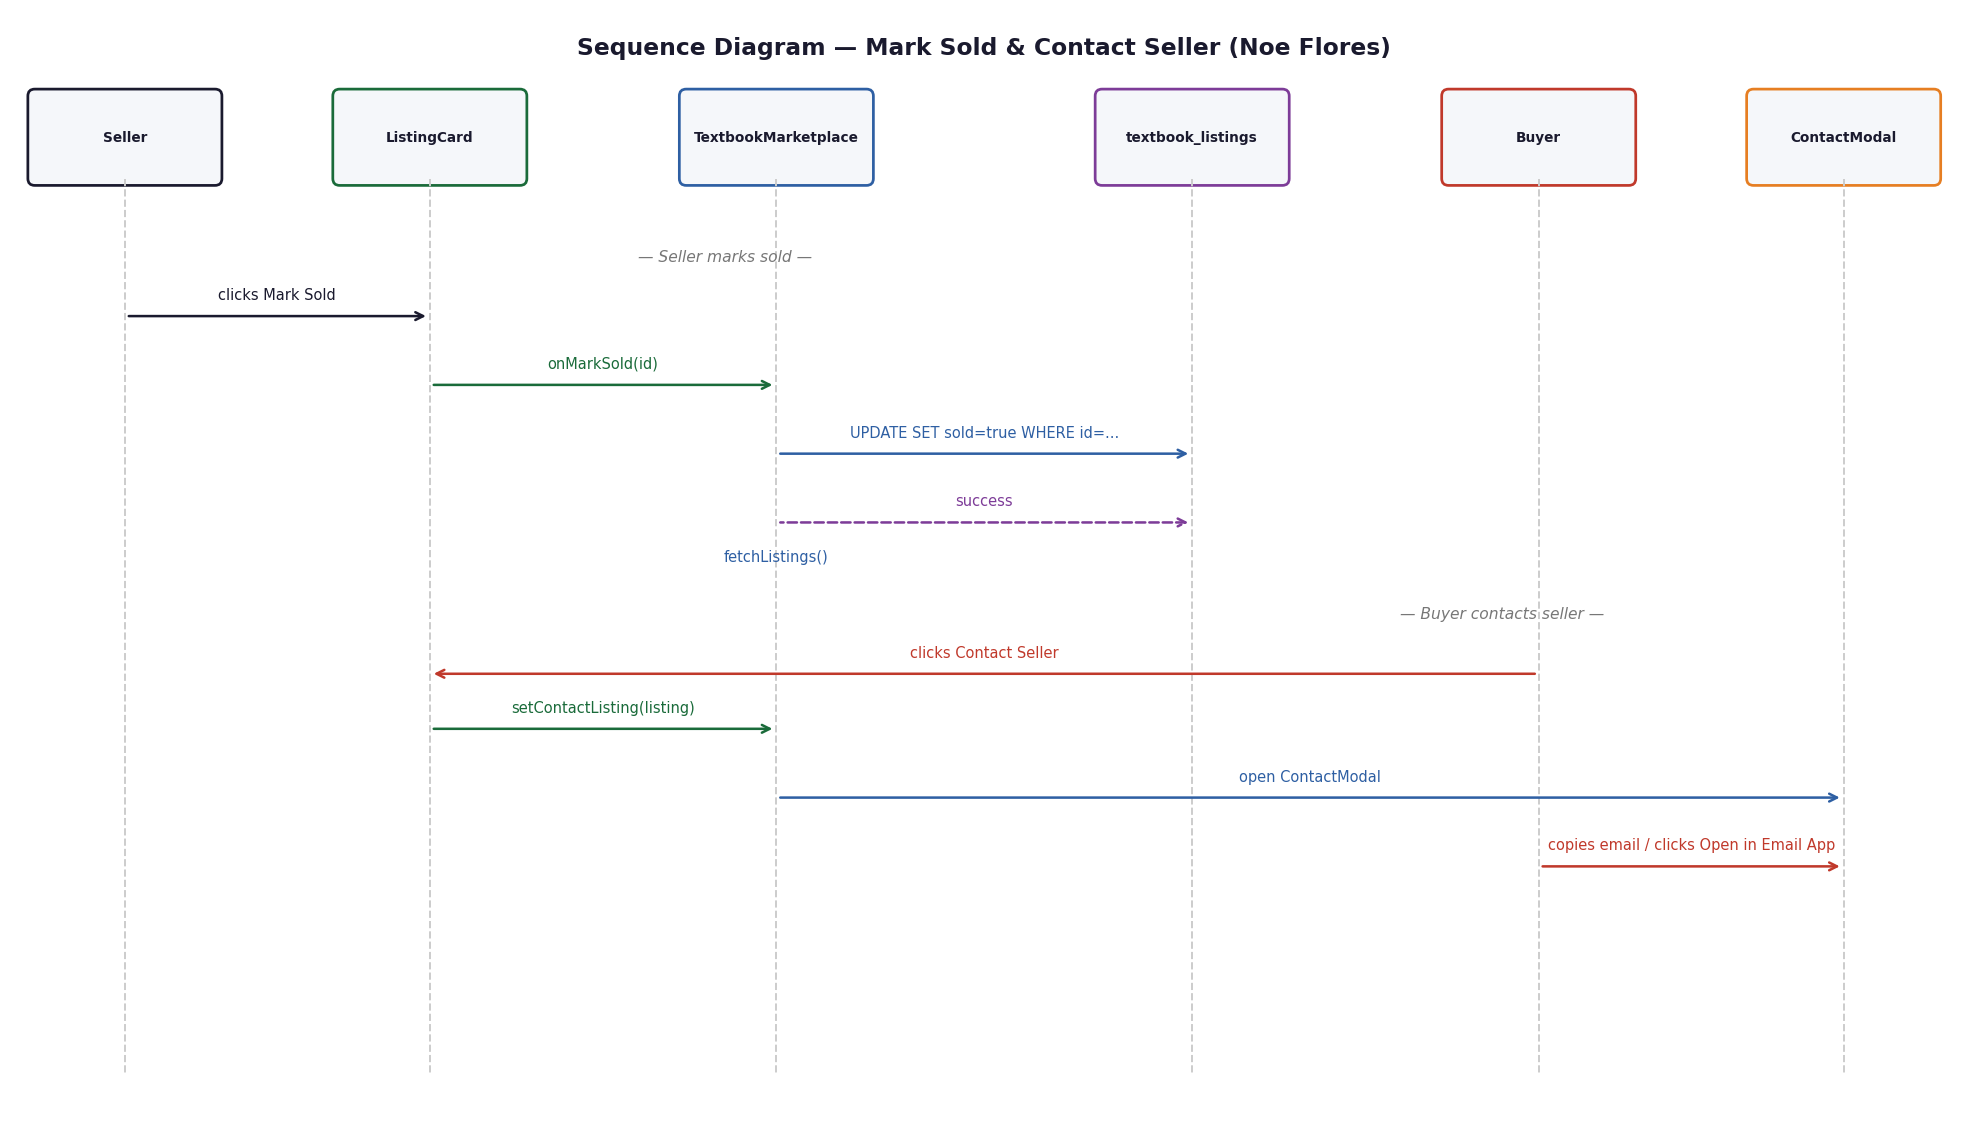 Sequence Diagram — Mark Sold & Contact Seller (Noe Flores)
Seller
ListingCard
TextbookMarketplace
textbook_listings
Buyer
ContactModal
— Seller marks sold —
clicks Mark Sold
onMarkSold(id)
UPDATE SET sold=true WHERE id=...
success
fetchListings()
— Buyer contacts seller —
clicks Contact Seller
setContactListing(listing)
open ContactModal
copies email / clicks Open in Email App